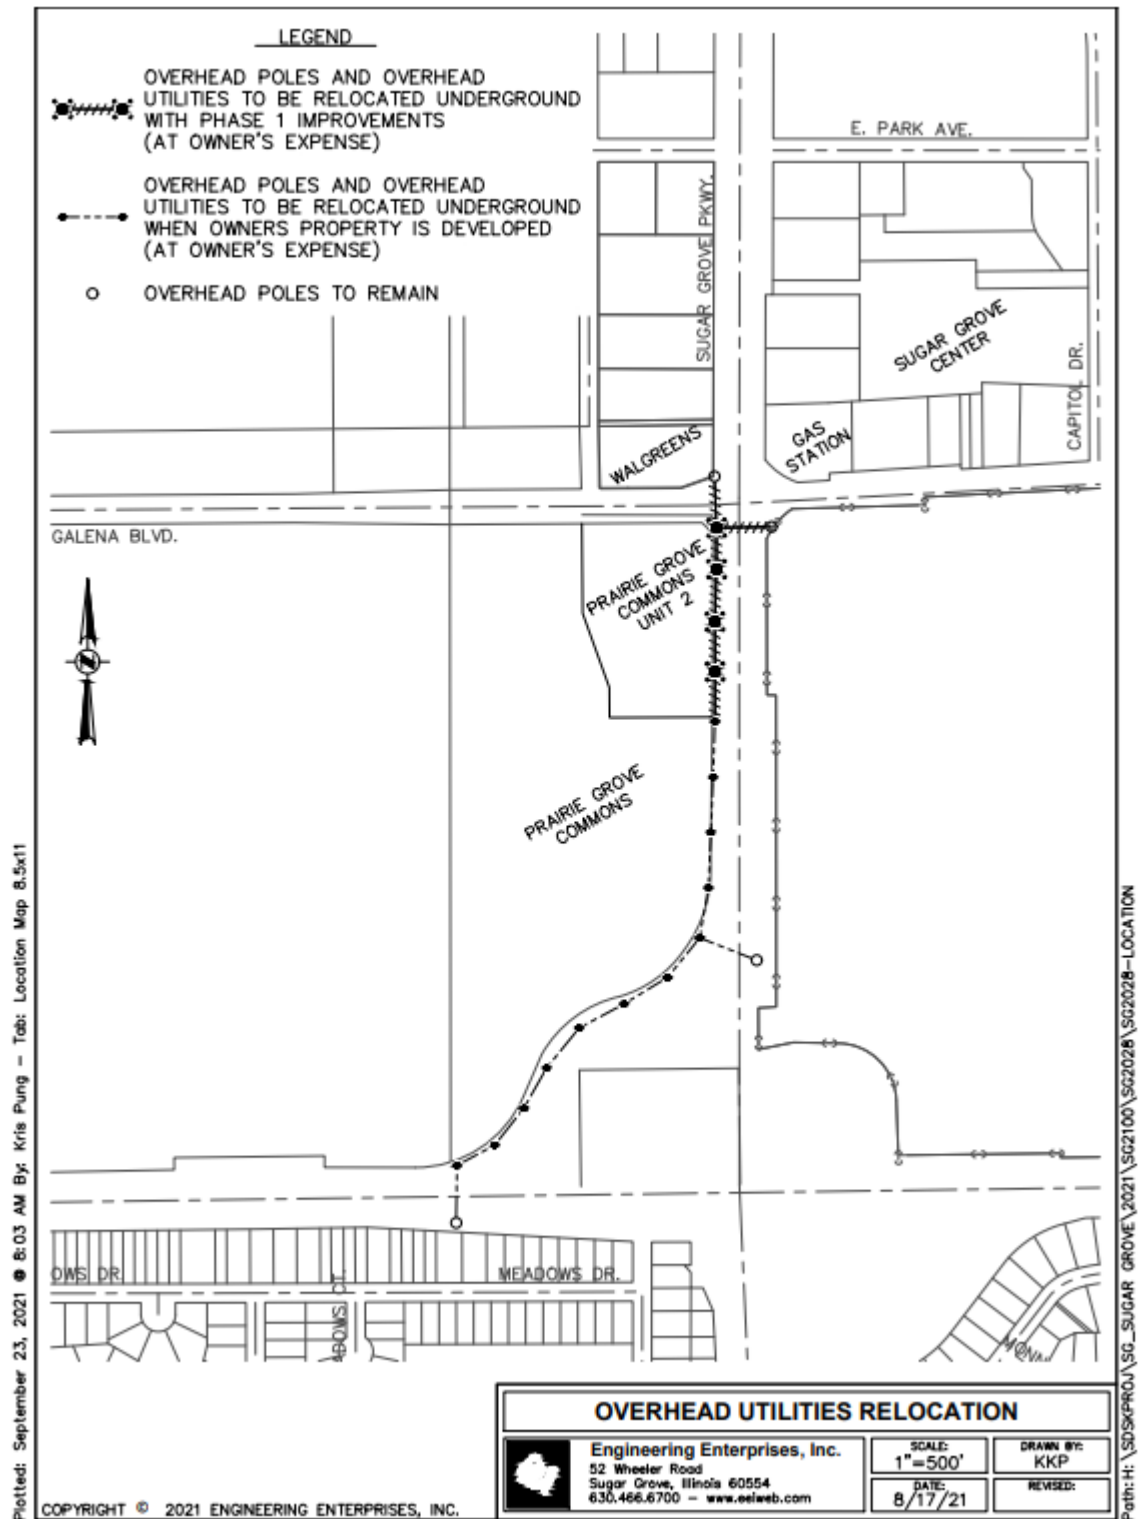 LEGEND
OVERHEAD POLES AND OVERHEAD
UTILITIES TO BE RELOCATED UNDERGROUND
WITH PHASE 1 IMPROVEMENTS
(AT OWNER'S EXPENSE)
OVERHEAD POLES AND OVERHEAD
UTILITIES TO BE RELOCATED UNDERGROUND
WHEN OWNERS PROPERTY IS DEVELOPED
(AT OWNER'S EXPENSE)
OVERHEAD POLES TO REMAIN
E. PARK AVE.
SUGAR GROVE PKWY.
SUGAR GROVE
CENTER
CAPITOL DR.
WALGREENS
GAS
STATION
GALENA BLVD.
PRAIRIE GROVE
COMMONS
UNIT 2
N
PRAIRIE GROVE
COMMONS
OWS DR.
MEADOWS DR.
ADOWS CT.
MONN
Plotted: September 23, 2021 @ 8:03 AM By: Kris Pung - Tab: Location Map 8.5x11
Path: H:\SDSKPROJ\SG_SUGAR GROVE\2021\SG2100\SG2028\SG2028-LOCATION
OVERHEAD UTILITIES RELOCATION
Engineering Enterprises, Inc.
52 Wheeler Road
Sugar Grove, Illinois 60554
630.466.6700 - www.eeiweb.com
SCALE:
1"=500'
DRAWN BY:
KKP
DATE:
8/17/21
REVISED:
COPYRIGHT © 2021 ENGINEERING ENTERPRISES, INC.